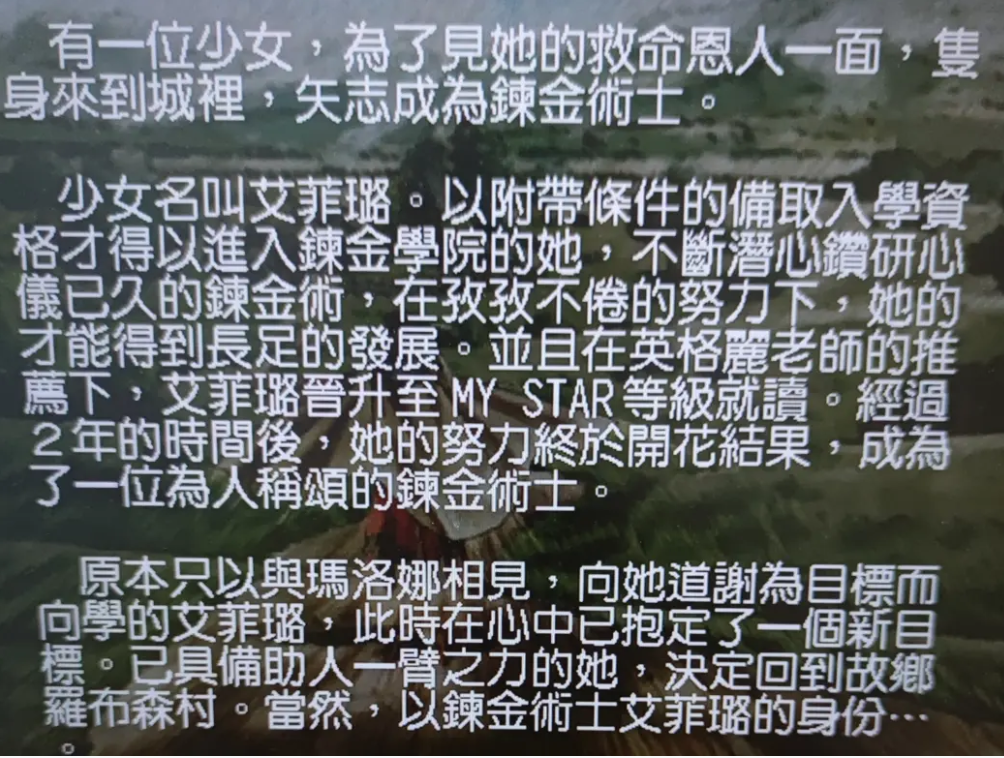 有一位少女，為了見她的救命恩人一面，隻
身來到城裡，矢志成為鍊金術士。
少女名叫艾菲璐。以附帶條件的備取入學資
格才得以進入鍊金學院的她，不斷潛心鑽研心
儀已久的鍊金術，在孜孜不倦的努力下，她的
才能得到長足的發展。並且在英格麗老師的推
薦下，艾菲璐晉升至MY STAR等級就讀。經過
２年的時間後，她的努力終於開花結果，成為
了一位為人稱頌的鍊金術士。
原本只以與瑪洛娜相見，向她道謝為目標而
向學的艾菲璐，此時在心中已抱定了一個新目
標。已具備助人一臂之力的她，決定回到故鄉
羅布森村。當然，以鍊金術士艾菲璐的身份…
。